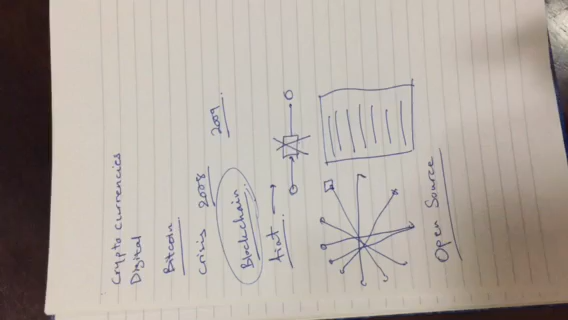 Crypto currencies
Digital
Bitcoin
Crisis 2008 2009
Blockchain
fiat →
Open Source